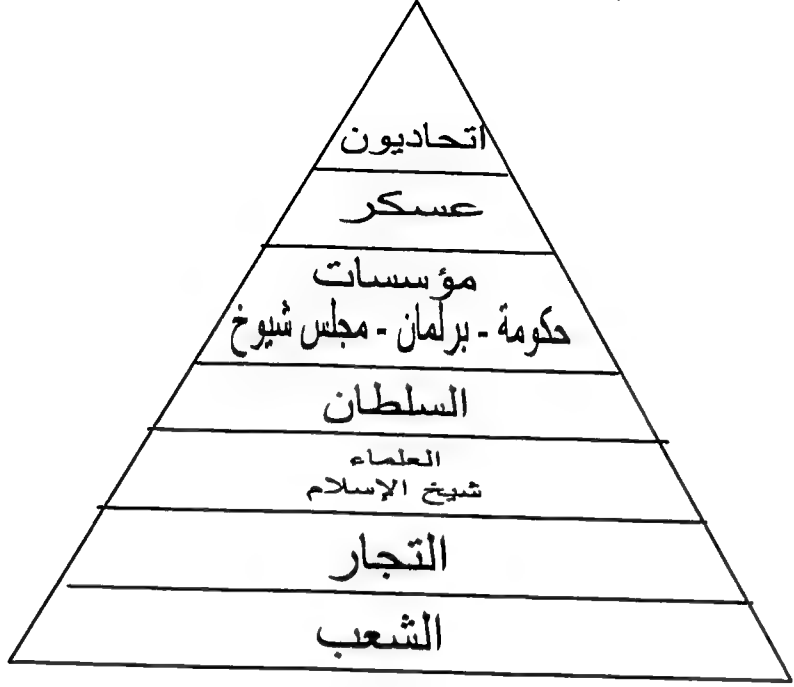 اتحاديون
عسكر
مؤسسات
حكومة - برلمان - مجلس شيوخ
السلطان
العلماء
شيخ الإسلام
التجار
الشعب